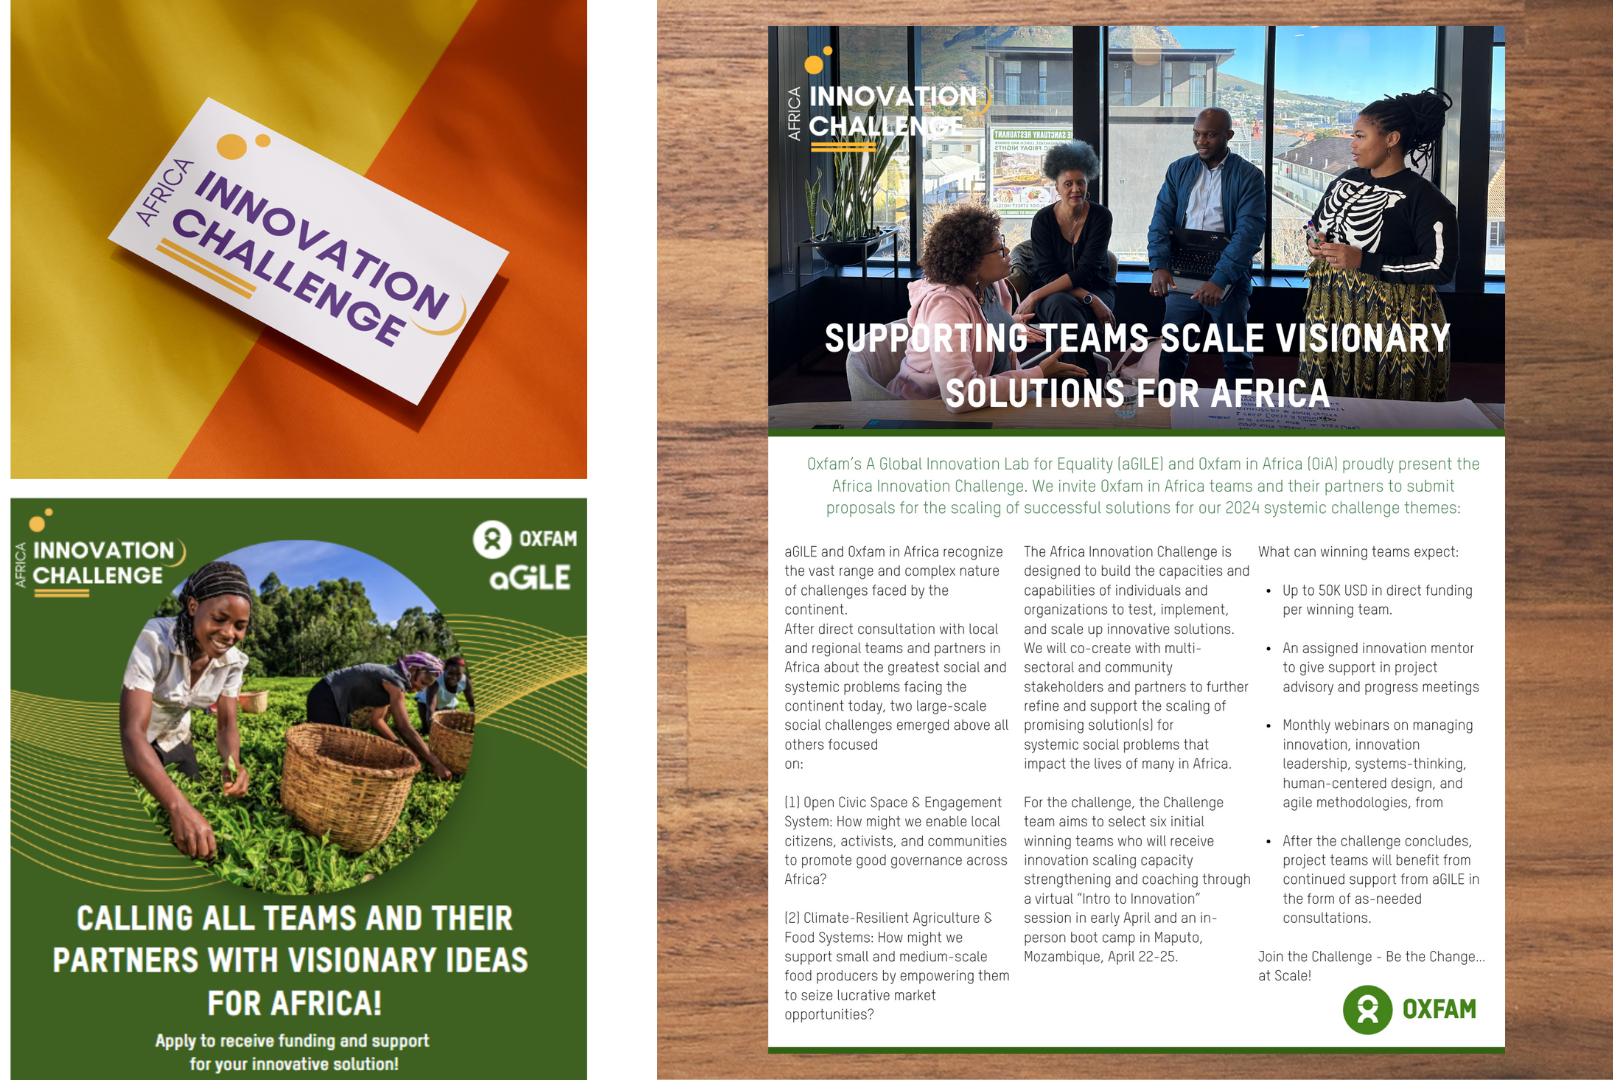 AFRICA
INNOVATION
CHALLENGE
AFRICA
INNOVATION
CHALLENGE
OXFAM
aGiLE
CALLING ALL TEAMS AND THEIR
PARTNERS WITH VISIONARY IDEAS
FOR AFRICA!
Apply to receive funding and support
for your innovative solution!
AFRICA
INNOVATION
CHALLENGE
SUPPORTING TEAMS SCALE VISIONARY
SOLUTIONS FOR AFRICA
Oxfam's A Global Innovation Lab for Equality (aGILE) and Oxfam in Africa (OiA) proudly present the
Africa Innovation Challenge. We invite Oxfam in Africa teams and their partners to submit
proposals for the scaling of successful solutions for our 2024 systemic challenge themes:
aGILE and Oxfam in Africa recognize
the vast range and complex nature
of challenges faced by the
continent.
After direct consultation with local
and regional teams and partners in
Africa about the greatest social and
systemic problems facing the
continent today, two large-scale
social challenges emerged above all
others focused
on:
(1) Open Civic Space & Engagement
System: How might we enable local
citizens, activists, and communities
to promote good governance across
Africa?
(2) Climate-Resilient Agriculture &
Food Systems: How might we
support small and medium-scale
food producers by empowering them
to seize lucrative market
opportunities?
The Africa Innovation Challenge is
designed to build the capacities and
capabilities of individuals and
organizations to test, implement,
and scale up innovative solutions.
We will co-create with multi-
sectoral and community
stakeholders and partners to further
refine and support the scaling of
promising solution(s) for
systemic social problems that
impact the lives of many in Africa.
For the challenge, the Challenge
team aims to select six initial
winning teams who will receive
innovation scaling capacity
strengthening and coaching through
a virtual "Intro to Innovation"
session in early April and an in-
person boot camp in Maputo,
Mozambique, April 22-25.
What can winning teams expect:
• Up to 50K USD in direct funding
per winning team.
• An assigned innovation mentor
to give support in project
advisory and progress meetings
• Monthly webinars on managing
innovation, innovation
leadership, systems-thinking,
human-centered design, and
agile methodologies, from
• After the challenge concludes,
project teams will benefit from
continued support from aGILE in
the form of as-needed
consultations.
Join the Challenge - Be the Change...
at Scale!
OXFAM